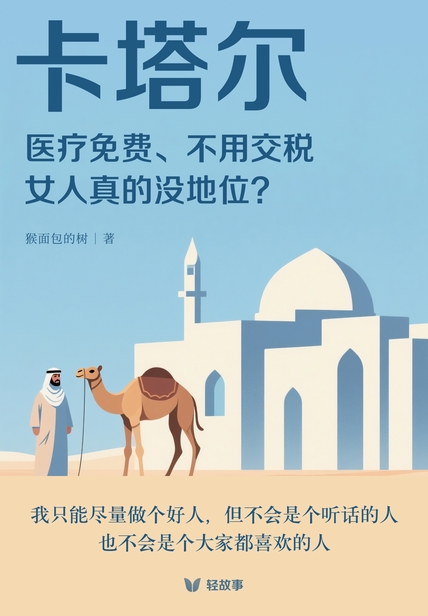 卡塔尔
医疗免费、不用交税
女人真的没地位？
猴面包的树｜著
我只能尽量做个好人，但不会是个听话的人
也不会是个大家都喜欢的人
轻故事